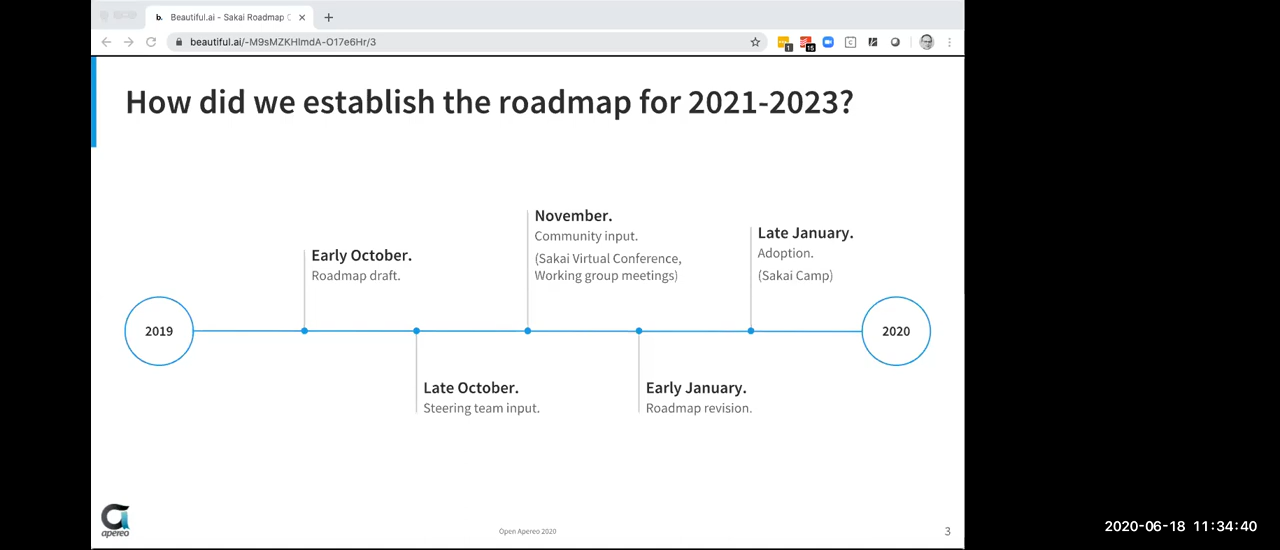 b. Beautiful.ai - Sakai Roadmap
beautiful.ai/-M9sMZKHlmdA-O17e6Hr/3
1
15
How did we establish the roadmap for 2021-2023?
November.
Community input.
(Sakai Virtual Conference,
Working group meetings)
Late January.
Adoption.
(Sakai Camp)
Early October.
Roadmap draft.
2019
2020
Late October.
Steering team input.
Early January.
Roadmap revision.
apereo
Open Apereo 2020
3
2020-06-18 11:34:40